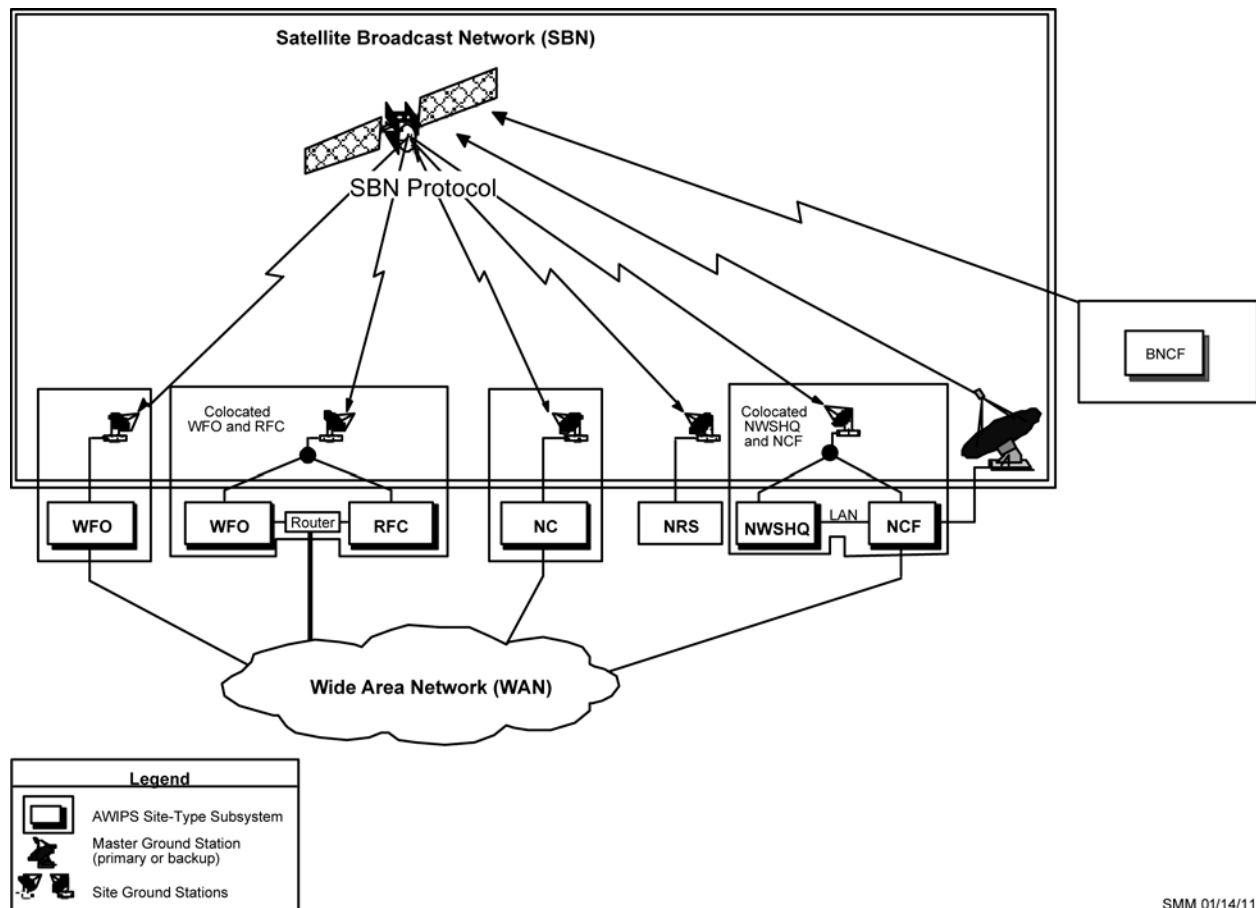 Satellite Broadcast Network (SBN)
SBN Protocol
BNCF
Colocated
WFO and RFC
Colocated
NWSHQ
and NCF
WFO
WFO
Router
RFC
NC
NRS
NWSHQ
LAN
NCF
Wide Area Network (WAN)
Legend
AWIPS Site-Type Subsystem
Master Ground Station
(primary or backup)
Site Ground Stations
SMM 01/14/11